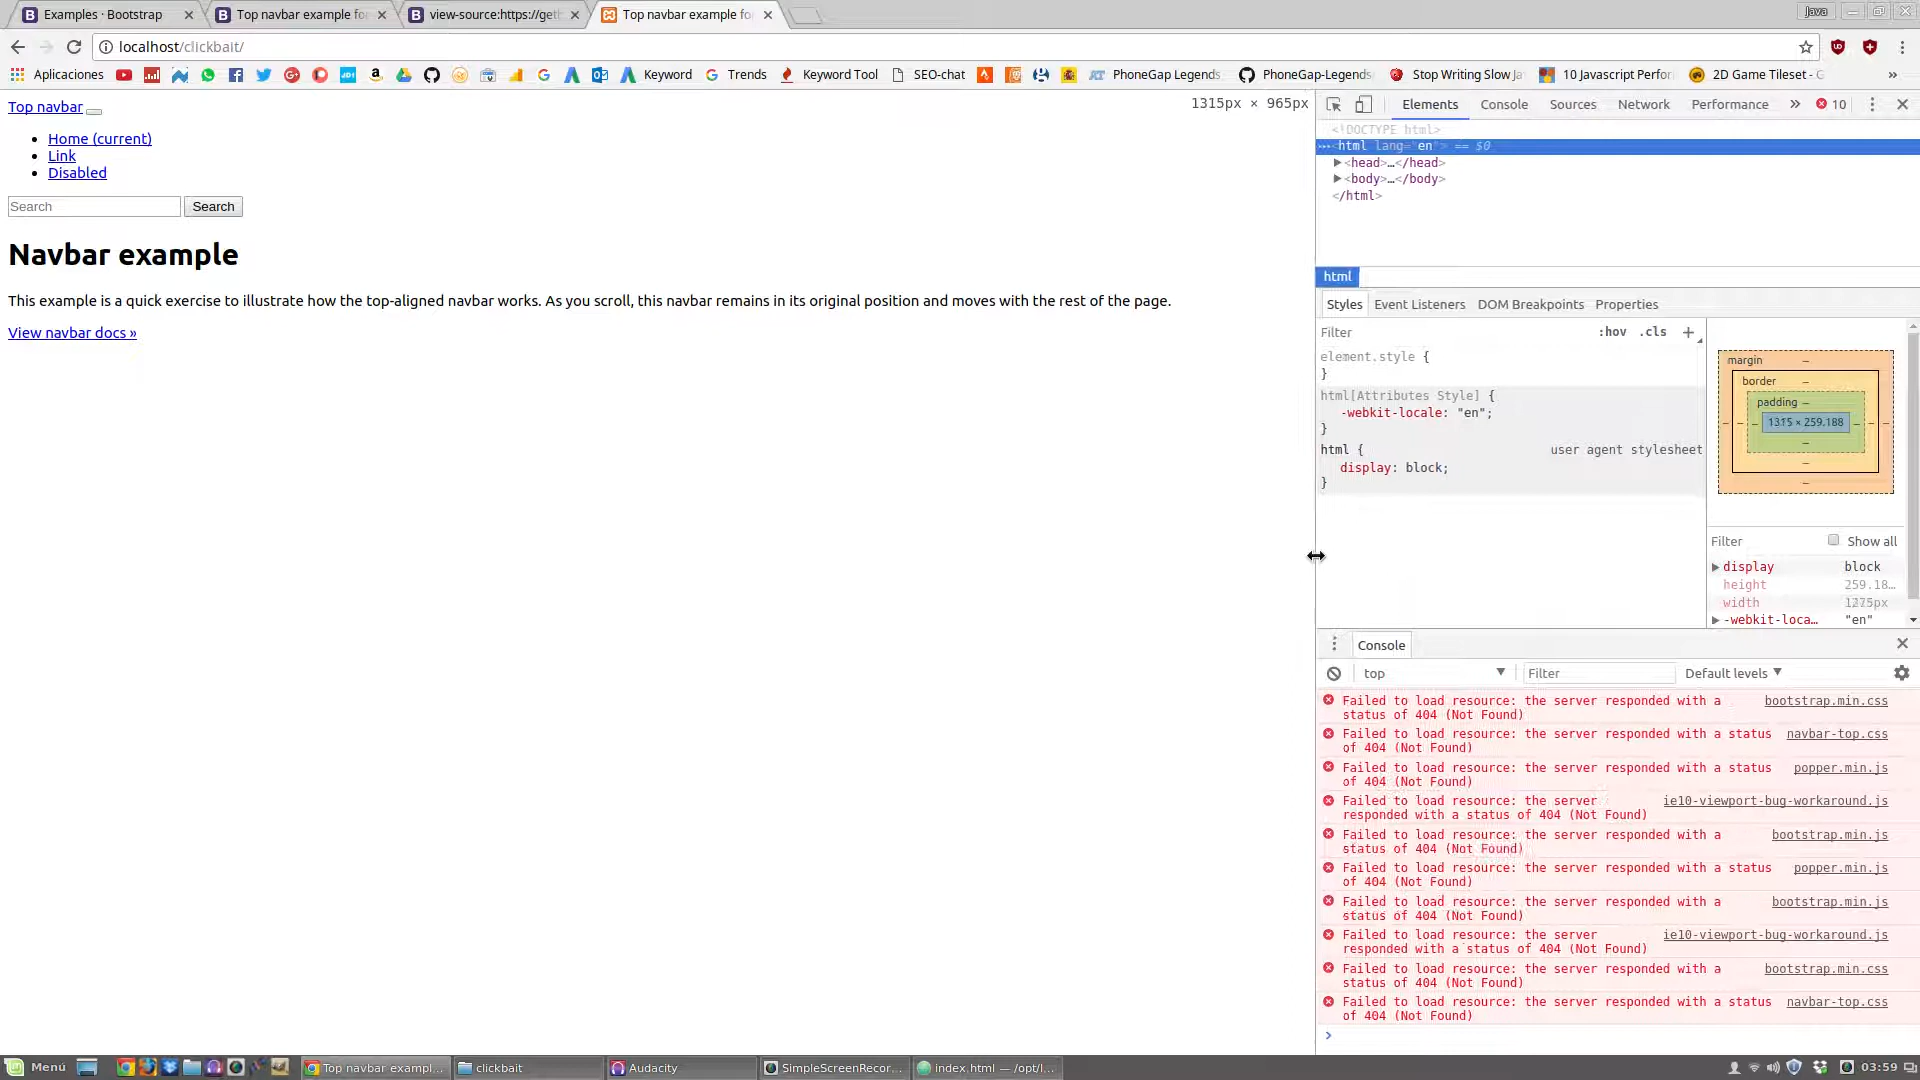 Examples · Bootstrap
Top navbar example fo
view-source:https://get
Top navbar example fo
Java
localhost/clickbait/
Aplicaciones
Keyword
Trends
Keyword Tool
SEO-chat
PhoneGap Legends
PhoneGap-Legends
Stop Writing Slow Ja
10 Javascript Perfor
2D Game Tileset - G
»
Top navbar
1315px × 965px
Home (current)
Link
Disabled
Search
Search
Navbar example
This example is a quick exercise to illustrate how the top-aligned navbar works. As you scroll, this navbar remains in its original position and moves with the rest of the page.
View navbar docs »
Elements
Console
Sources
Network
Performance
»
10
<!DOCTYPE html>
<html lang="en"> == $0
<head>…</head>
<body>…</body>
</html>
html
Styles
Event Listeners
DOM Breakpoints
Properties
Filter
:hov
.cls
+
element.style {
}
html[Attributes Style] {
-webkit-locale: "en";
}
html {
user agent stylesheet
display: block;
}
margin
–
border
–
padding
–
1315 × 259.188
Filter
Show all
display
block
height
259.18…
width
-webkit-loca…
"en"
Console
top
Filter
Default levels
Failed to load resource: the server responded with a bootstrap.min.css
status of 404 (Not Found)
Failed to load resource: the server responded with a status navbar-top.css
of 404 (Not Found)
Failed to load resource: the server responded with a status popper.min.js
of 404 (Not Found)
Failed to load resource: the server ie10-viewport-bug-workaround.js
responded with a status of 404 (Not Found)
Failed to load resource: the server responded with a bootstrap.min.js
status of 404 (Not Found)
Failed to load resource: the server responded with a status popper.min.js
of 404 (Not Found)
Failed to load resource: the server responded with a bootstrap.min.js
status of 404 (Not Found)
Failed to load resource: the server ie10-viewport-bug-workaround.js
responded with a status of 404 (Not Found)
Failed to load resource: the server responded with a bootstrap.min.css
status of 404 (Not Found)
Failed to load resource: the server responded with a status navbar-top.css
of 404 (Not Found)
Menú
Top navbar exampl...
clickbait
Audacity
SimpleScreenRecor...
index.html — /opt/l...
03:59